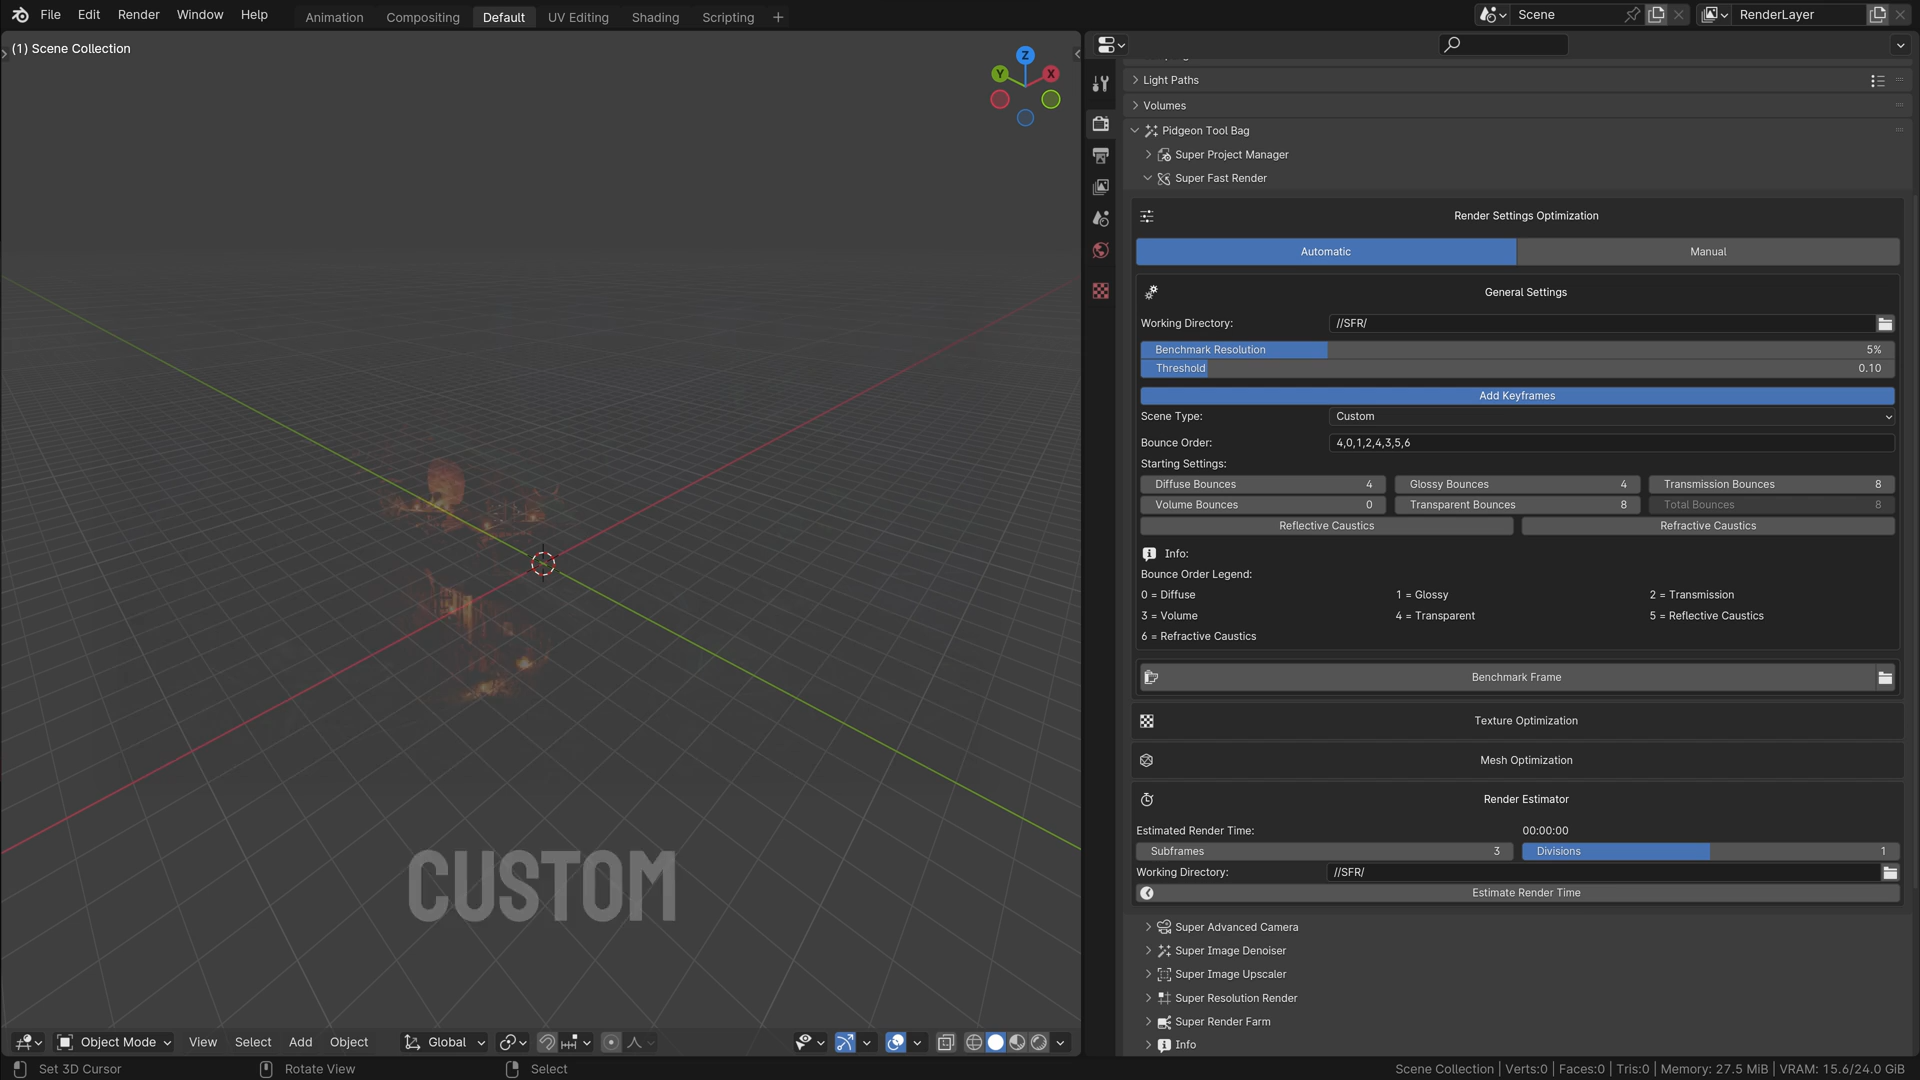 File Edit Render Window Help Animation Compositing Default UV Editing Shading Scripting + Scene RenderLayer
(1) Scene Collection
Z
Y X
Light Paths
Volumes
Pidgeon Tool Bag
Super Project Manager
Super Fast Render
Render Settings Optimization
Automatic Manual
General Settings
Working Directory: //SFR/
Benchmark Resolution 5%
Threshold 0.10
Add Keyframes
Scene Type: Custom
Bounce Order: 4,0,1,2,4,3,5,6
Starting Settings:
Diffuse Bounces 4 Glossy Bounces 4 Transmission Bounces 8
Volume Bounces 0 Transparent Bounces 8 Total Bounces 8
Reflective Caustics Refractive Caustics
Info:
Bounce Order Legend:
0 = Diffuse 1 = Glossy 2 = Transmission
3 = Volume 4 = Transparent 5 = Reflective Caustics
6 = Refractive Caustics
Benchmark Frame
Texture Optimization
Mesh Optimization
Render Estimator
Estimated Render Time: 00:00:00
Subframes 3 Divisions 1
Working Directory: //SFR/
Estimate Render Time
CUSTOM
Super Advanced Camera
Super Image Denoiser
Super Image Upscaler
Super Resolution Render
Super Render Farm
Info
Object Mode View Select Add Object Global
Set 3D Cursor Rotate View Select Scene Collection | Verts:0 | Faces:0 | Tris:0 | Memory: 27.5 MiB | VRAM: 15.6/24.0 GiB